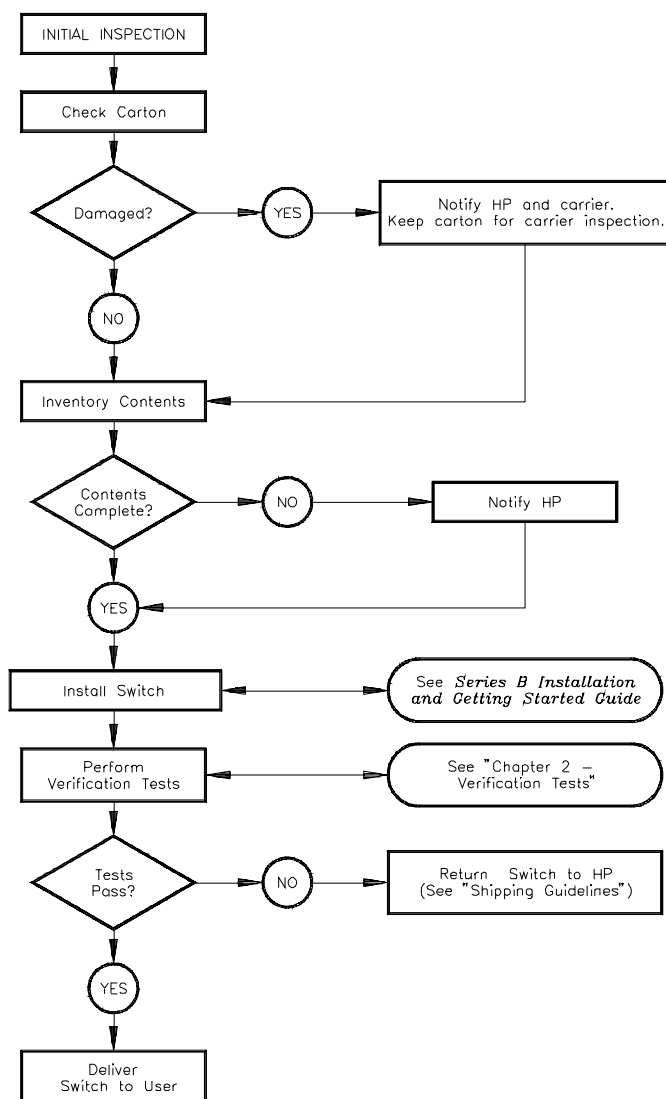 INITIAL INSPECTION
Check Carton
Damaged?
YES
Notify HP and carrier.
Keep carton for carrier inspection.
NO
Inventory Contents
Contents
Complete?
NO
Notify HP
YES
Install Switch
See Series B Installation
and Getting Started Guide
Perform
Verification Tests
See "Chapter 2 –
Verification Tests"
Tests
Pass?
NO
Return Switch to HP
(See "Shipping Guidelines")
YES
Deliver
Switch to User